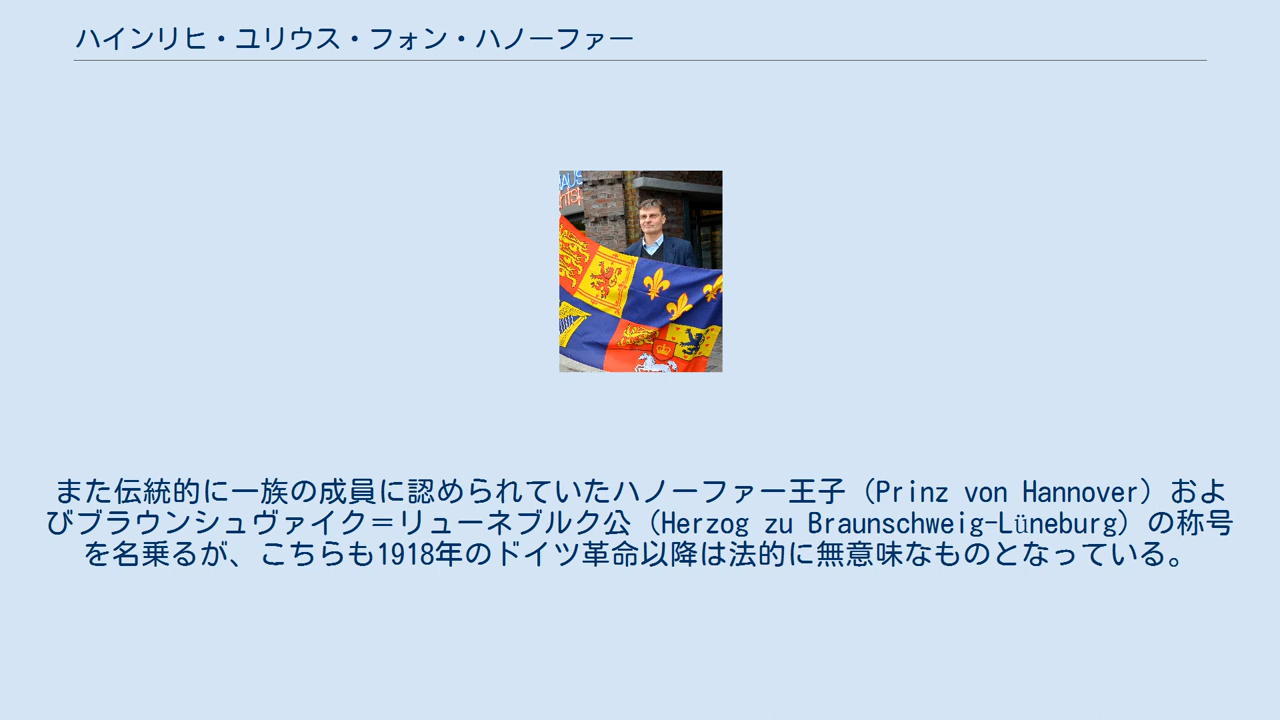 ハインリヒ・ユリウス・フォン・ハノーファー
また伝統的に一族の成員に認められていたハノーファー王子（Prinz von Hannover）およ
びブラウンシュヴァイク＝リューネブルク公（Herzog zu Braunschweig-Lüneburg）の称号
を名乗るが、こちらも1918年のドイツ革命以降は法的に無意味なものとなっている。